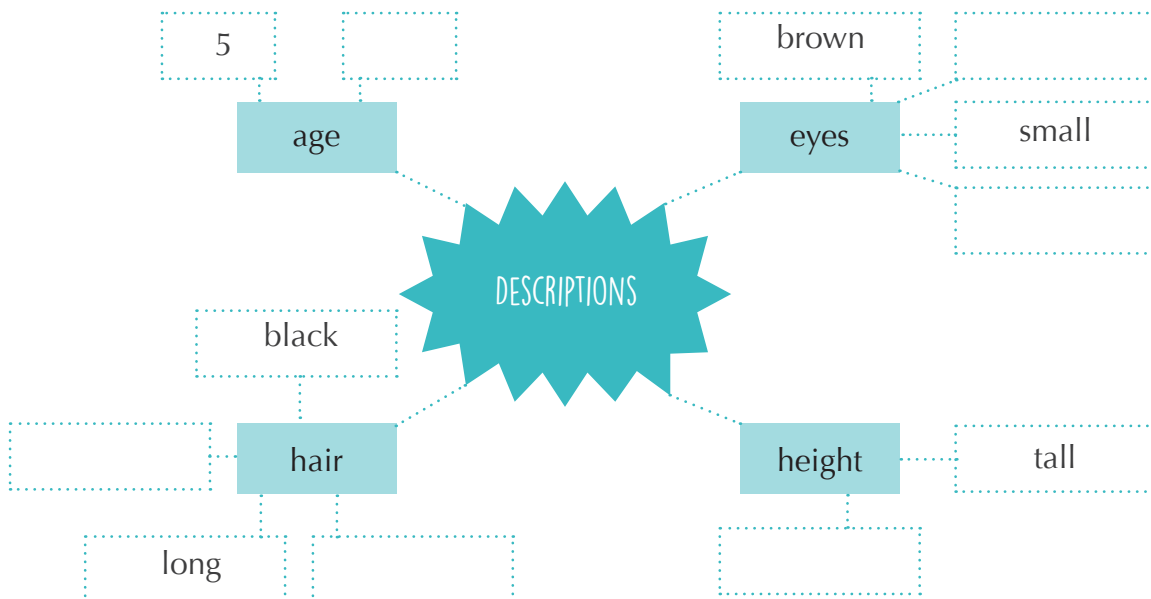 5
brown
age
eyes
small
DESCRIPTIONS
black
hair
height
tall
long